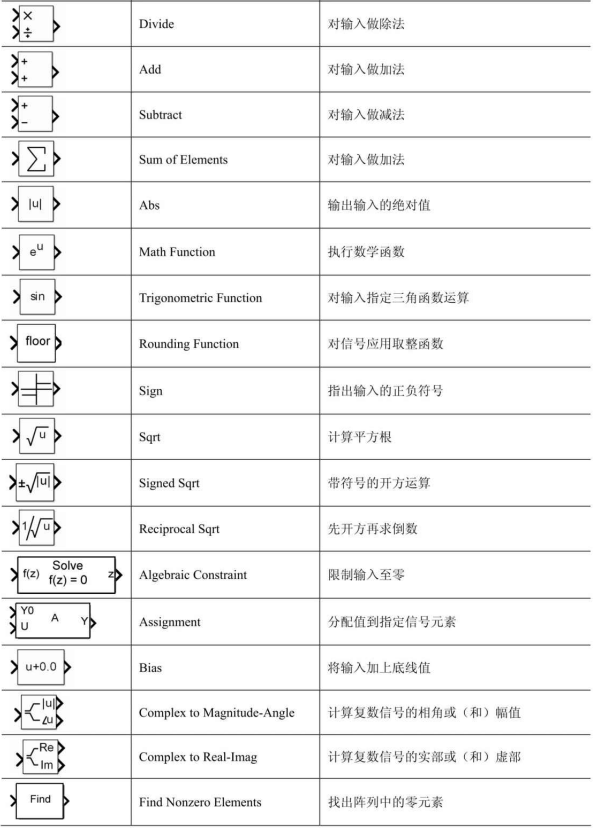 × ÷ Divide 对输入做除法
+ + Add 对输入做加法
+ − Subtract 对输入做减法
∑ Sum of Elements 对输入做加法
|u| Abs 输出输入的绝对值
e^u Math Function 执行数学函数
sin Trigonometric Function 对输入指定三角函数运算
floor Rounding Function 对信号应用取整函数
Sign 指出输入的正负符号
√u Sqrt 计算平方根
±√|u| Signed Sqrt 带符号的开方运算
1/√u Reciprocal Sqrt 先开方再求倒数
f(z) Solve f(z) = 0 z Algebraic Constraint 限制输入至零
Y0 U A Y Assignment 分配值到指定信号元素
u+0.0 Bias 将输入加上底线值
|u| ∠u Complex to Magnitude-Angle 计算复数信号的相角或（和）幅值
Re Im Complex to Real-Imag 计算复数信号的实部或（和）虚部
Find Find Nonzero Elements 找出阵列中的零元素